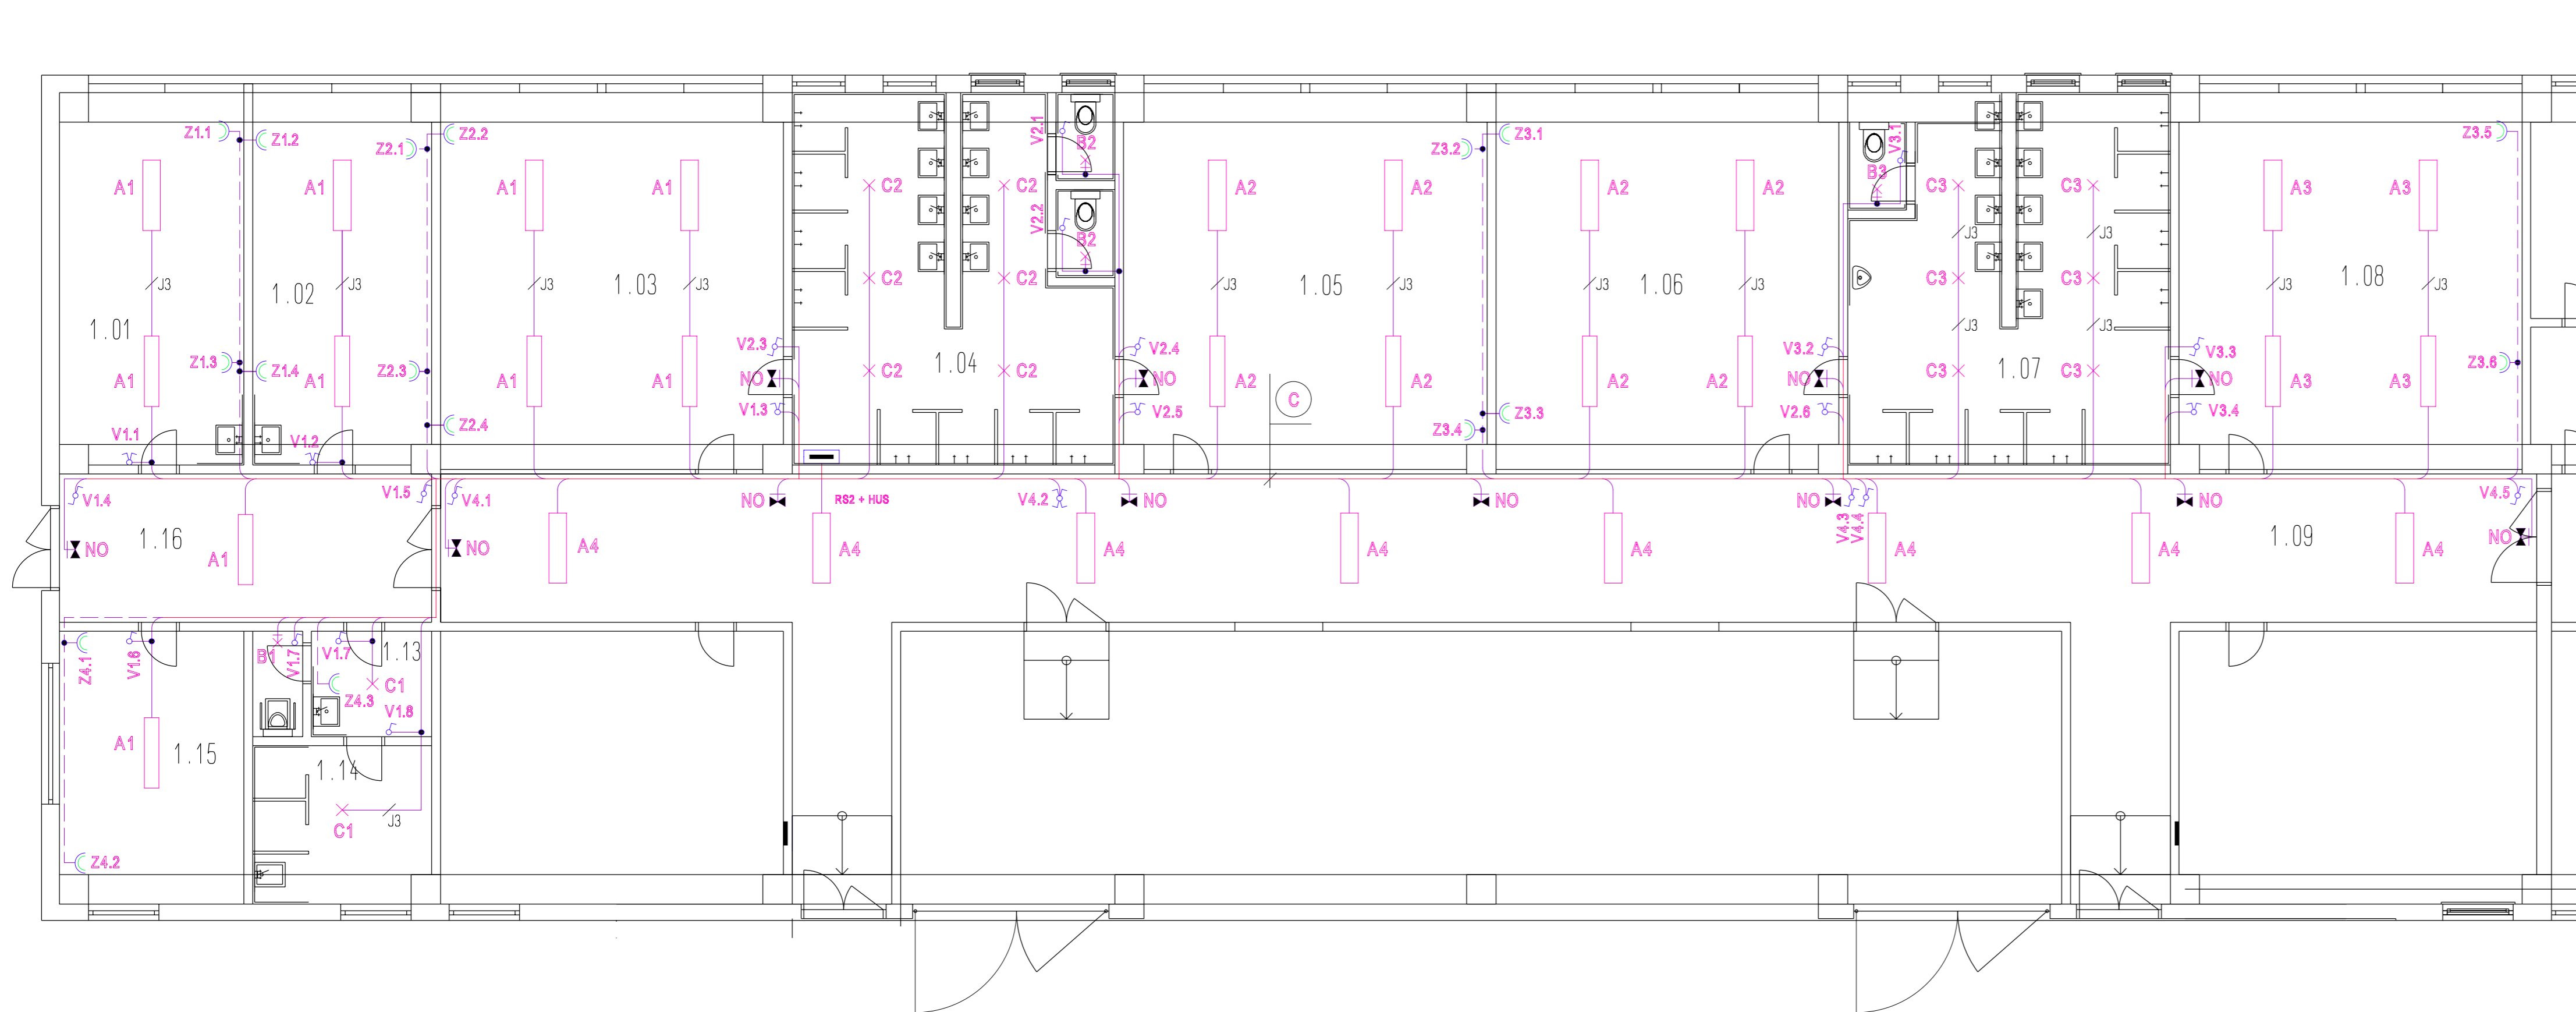 Z1.1
Z1.2
Z2.1
Z2.2
V2.1
B2
Z3.2
Z3.1
V3.1
B3
Z3.5
A1
A1
A1
A1
C2
C2
V2.2
B2
A2
A2
A2
A2
C3
C3
A3
A3
J3
J3
J3
J3
J3
J3
C2
C2
J3
J3
J3
J3
C3
C3
J3
J3
1.01
1.02
1.03
1.04
1.05
1.06
1.07
1.08
J3
J3
Z1.3
Z1.4
Z2.3
V2.3
V2.4
V3.2
V3.3
Z3.6
A1
A1
A1
A1
NO
C2
C2
NO
A2
A2
A2
A2
NO
C3
C3
NO
A3
A3
C
V1.3
V2.5
V2.6
V3.4
V1.1
V1.2
Z2.4
Z3.4
Z3.3
V1.4
V1.5
V4.1
NO
RS2 + HUS
V4.2
NO
NO
NO
V4.3
V4.4
NO
V4.5
NO
1.16
A1
NO
A4
A4
A4
A4
A4
A4
A4
1.09
A4
NO
Z4.1
V1.6
B1
V1.7
V1.7
1.13
C1
Z4.3
V1.8
A1
1.15
1.14
C1
J3
Z4.2